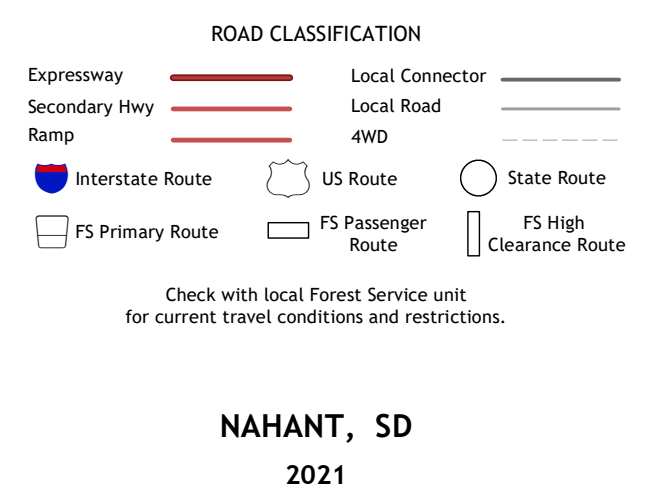 ROAD CLASSIFICATION
Expressway
Local Connector
Secondary Hwy
Local Road
Ramp
4WD
Interstate Route
US Route
State Route
FS Primary Route
FS Passenger
Route
FS High
Clearance Route
Check with local Forest Service unit
for current travel conditions and restrictions.
NAHANT, SD
2021